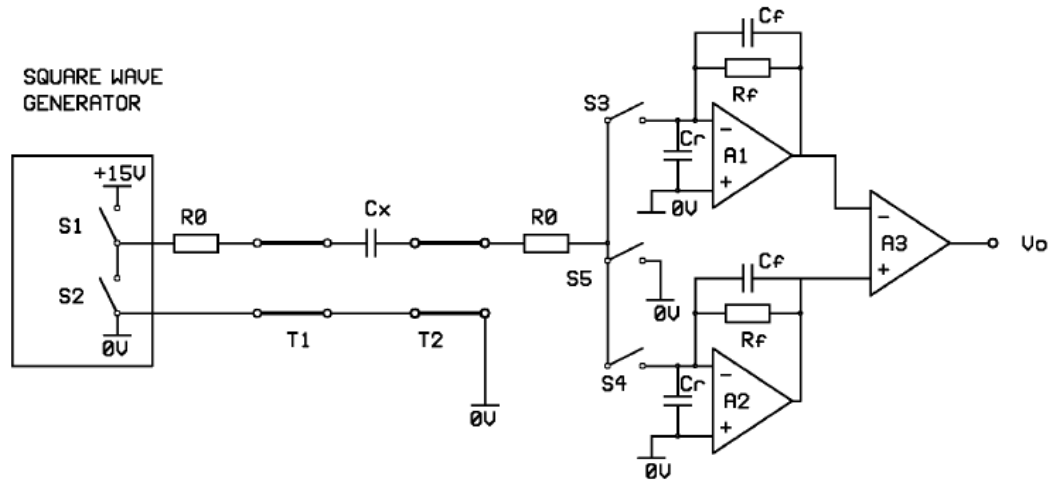 SQUARE WAVE
GENERATOR
+15V
S1
S2
0V
R0
Cx
R0
T1
T2
0V
S3
S5
0V
S4
Cf
Rf
Cr
A1
-
+
0V
Cf
Rf
Cr
A2
-
+
0V
A3
-
+
Vo